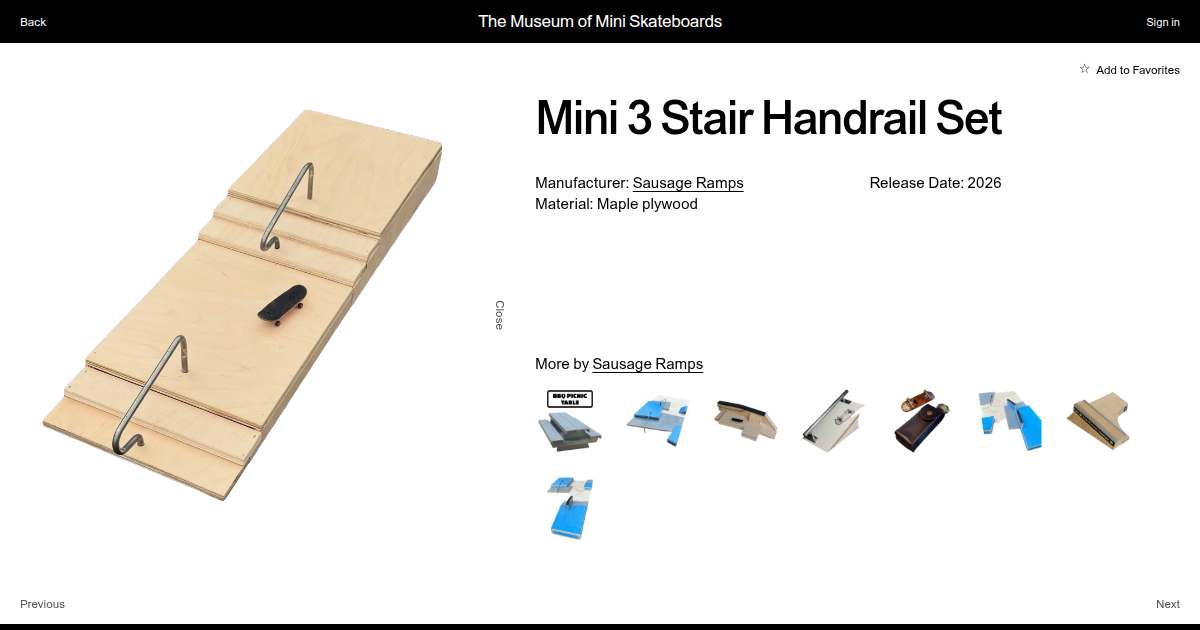 Back
The Museum of Mini Skateboards
Sign in
☆ Add to Favorites
Mini 3 Stair Handrail Set
Manufacturer: Sausage Ramps
Release Date: 2026
Material: Maple plywood
Close
More by Sausage Ramps
BBQ PICNIC
TABLE
Previous
Next